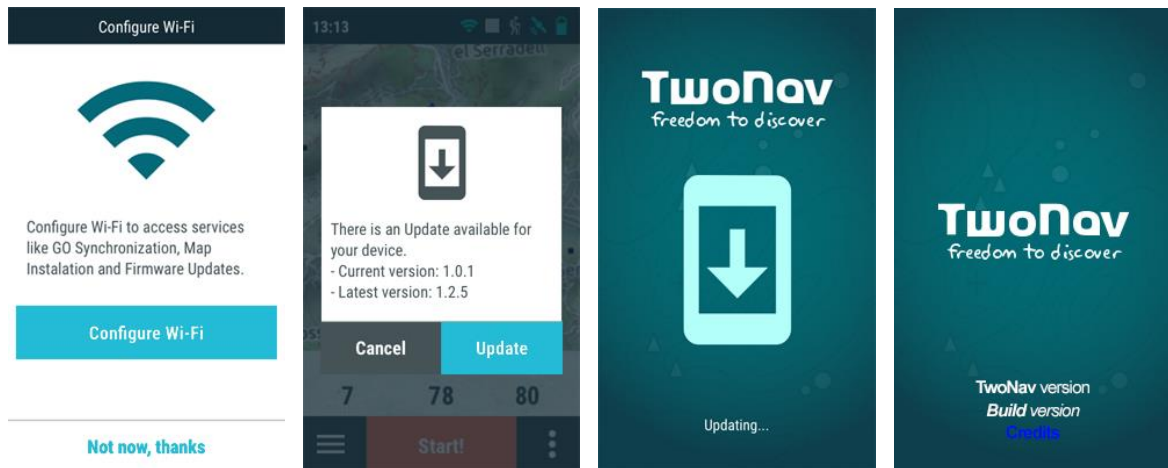 Configure Wi-Fi
Configure Wi-Fi to access services
like GO Synchronization, Map
Instalation and Firmware Updates.
Configure Wi-Fi
Not now, thanks
13:13
el Serradell
There is an Update available for
your device.
- Current version: 1.0.1
- Latest version: 1.2.5
Cancel
Update
7 78 80
Start!
TwoNav
freedom to discover
Updating...
TwoNav
freedom to discover
TwoNav version
Build version
Credits